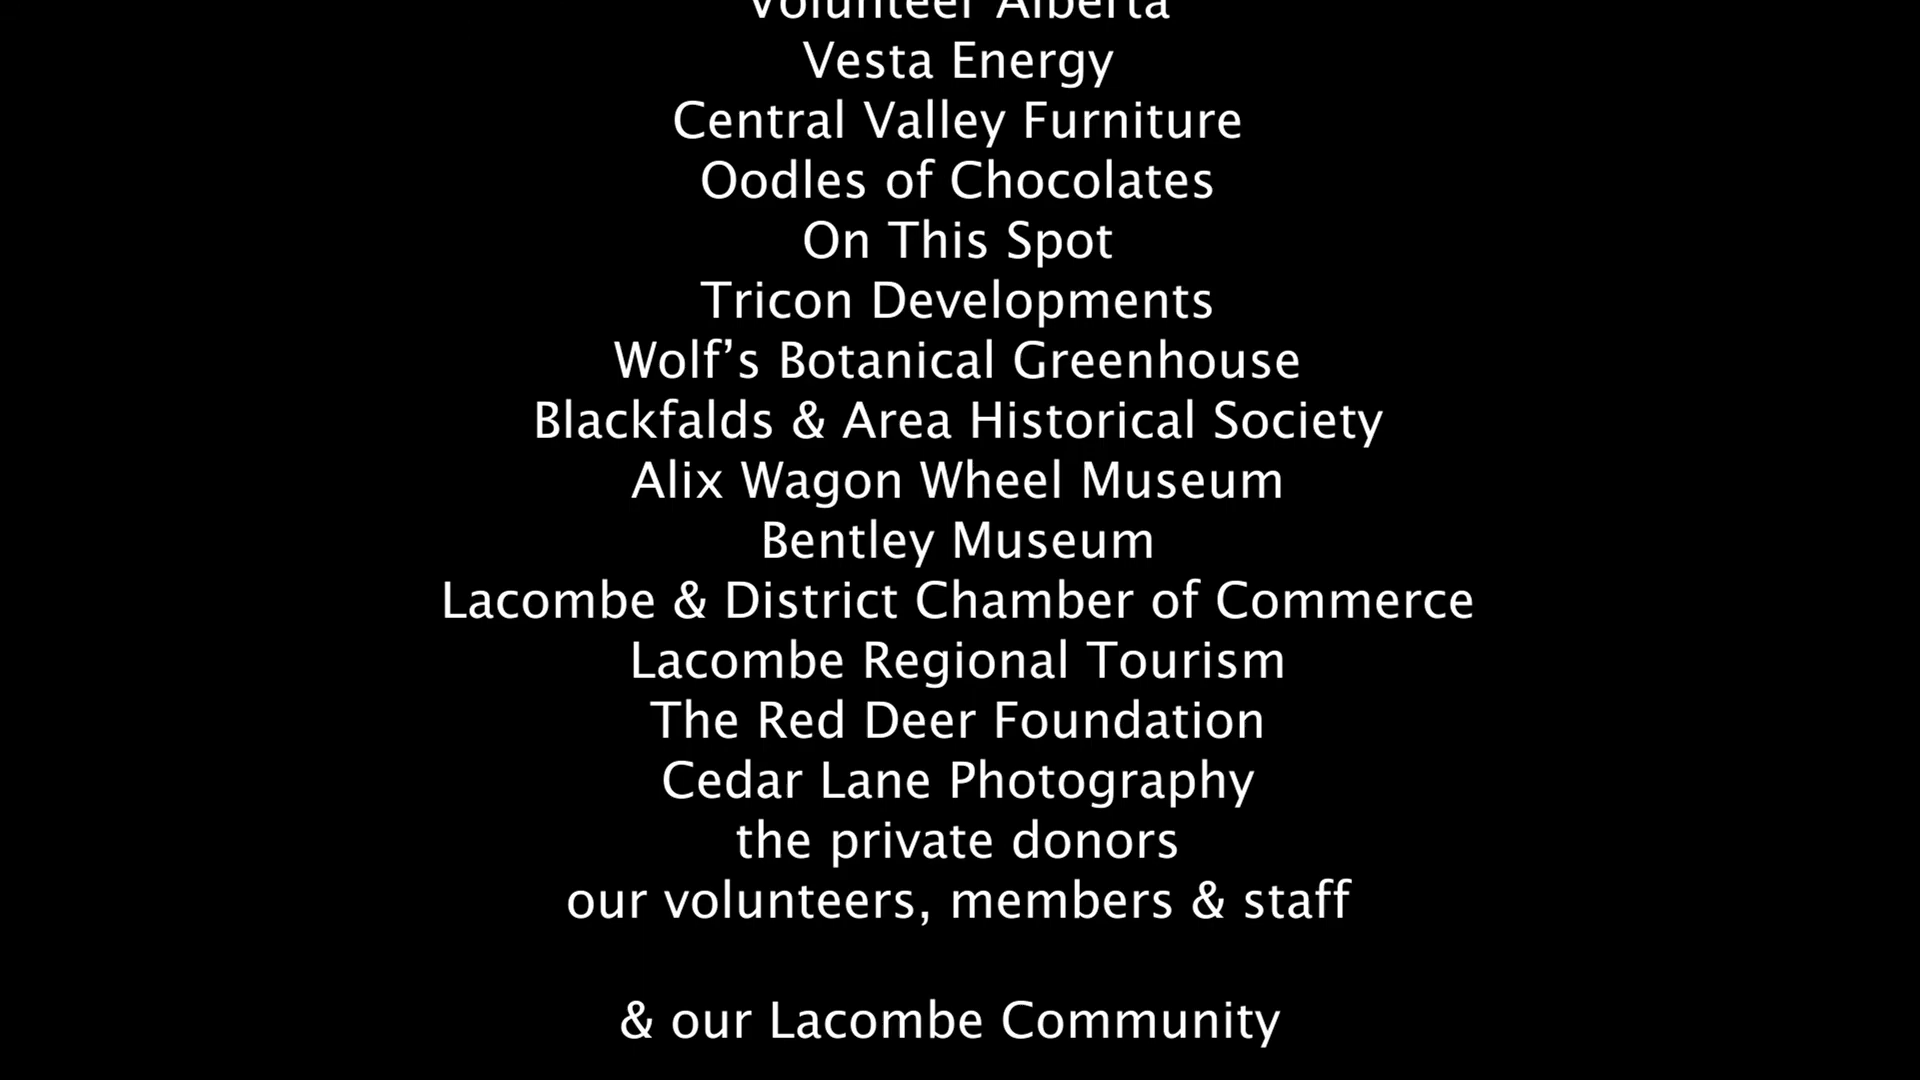 Volunteer Alberta
Vesta Energy
Central Valley Furniture
Oodles of Chocolates
On This Spot
Tricon Developments
Wolf’s Botanical Greenhouse
Blackfalds & Area Historical Society
Alix Wagon Wheel Museum
Bentley Museum
Lacombe & District Chamber of Commerce
Lacombe Regional Tourism
The Red Deer Foundation
Cedar Lane Photography
the private donors
our volunteers, members & staff
& our Lacombe Community